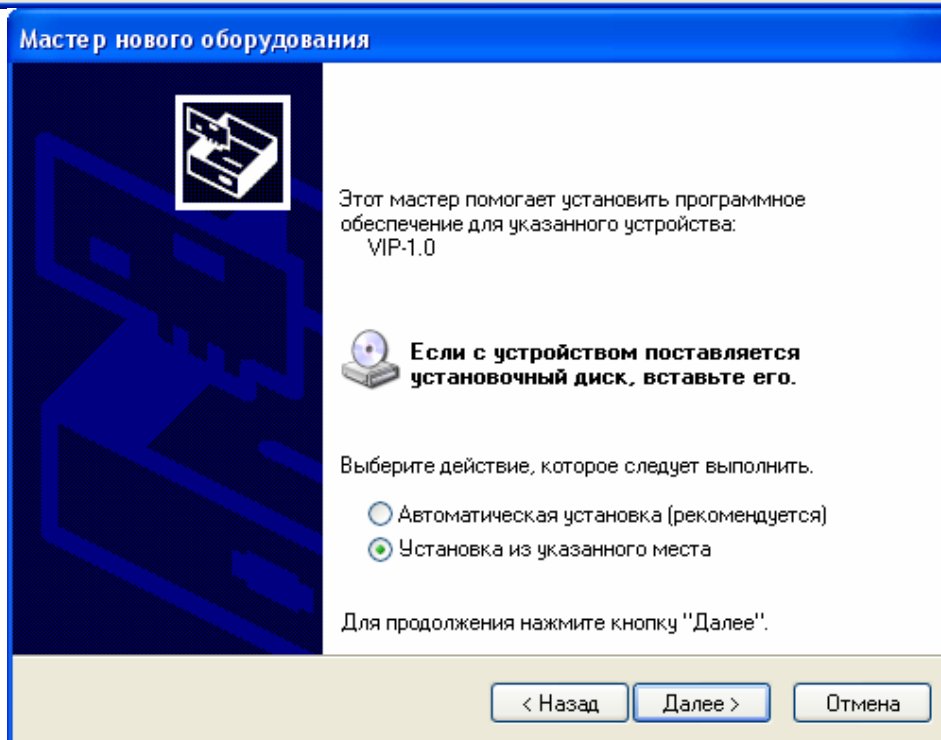 Мастер нового оборудования
Этот мастер помогает установить программное
обеспечение для указанного устройства:
VIP-1.0
Если с устройством поставляется
установочный диск, вставьте его.
Выберите действие, которое следует выполнить.
Автоматическая установка (рекомендуется)
Установка из указанного места
Для продолжения нажмите кнопку "Далее".
< Назад
Далее >
Отмена